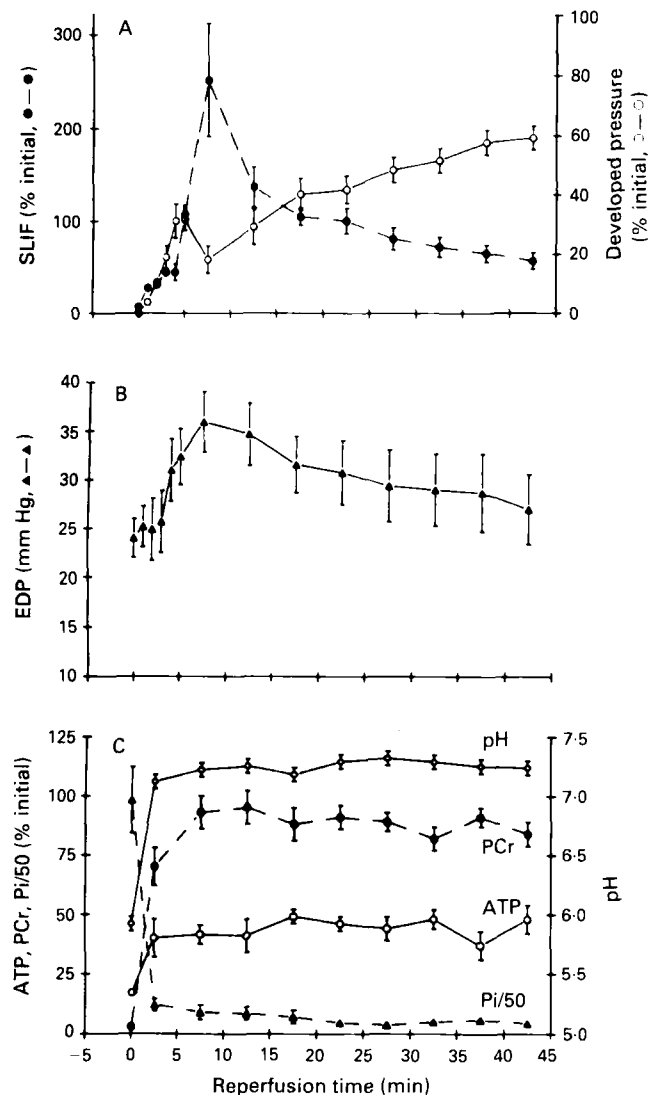 A
SLIF (% initial, ●–●)
300
200
100
0
100
80
60
40
20
0
Developed pressure
(% initial, ○–○)
B
EDP (mm Hg, ▲–▲)
40
35
30
25
20
15
10
C
ATP, PCr, Pi/50 (% initial)
125
100
75
50
25
0
pH
PCr
ATP
Pi/50
7·5
7·0
6·5
6·0
5·5
5·0
pH
−5 0 5 10 15 20 25 30 35 40 45
Reperfusion time (min)